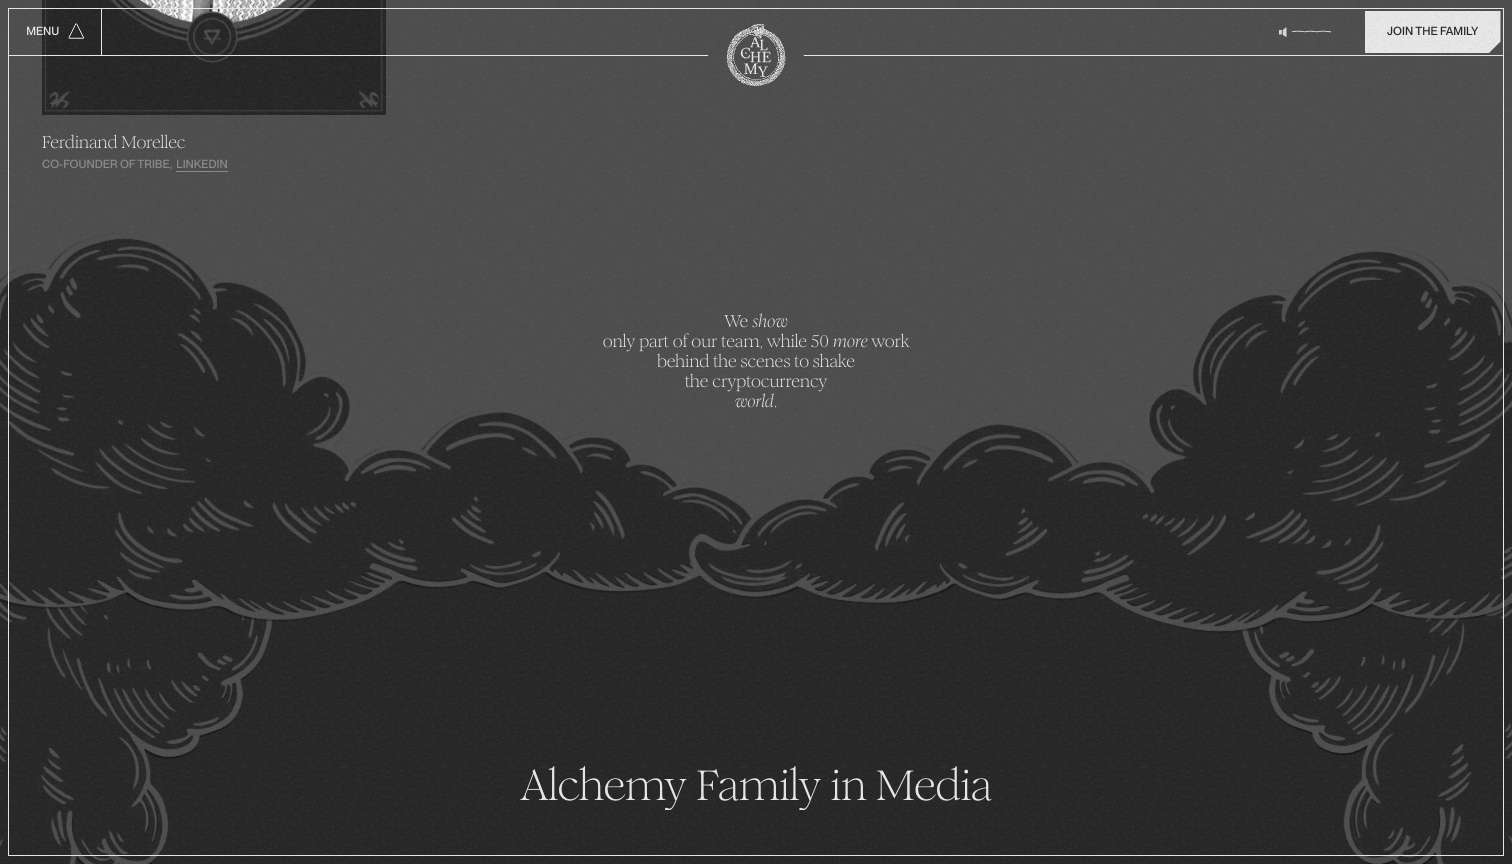 MENU
AL
CHE
MY
JOIN THE FAMILY
Ferdinand Morellec
CO-FOUNDER OF TRIBE, LINKEDIN
We show
only part of our team, while 50 more work
behind the scenes to shake
the cryptocurrency
world.
Alchemy Family in Media